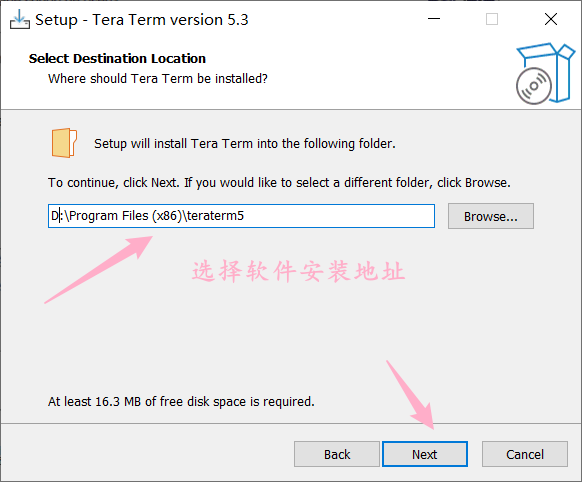 Setup - Tera Term version 5.3
Select Destination Location
Where should Tera Term be installed?
Setup will install Tera Term into the following folder.
To continue, click Next. If you would like to select a different folder, click Browse.
D:\Program Files (x86)\teraterm5
Browse...
选择软件安装地址
At least 16.3 MB of free disk space is required.
Back
Next
Cancel